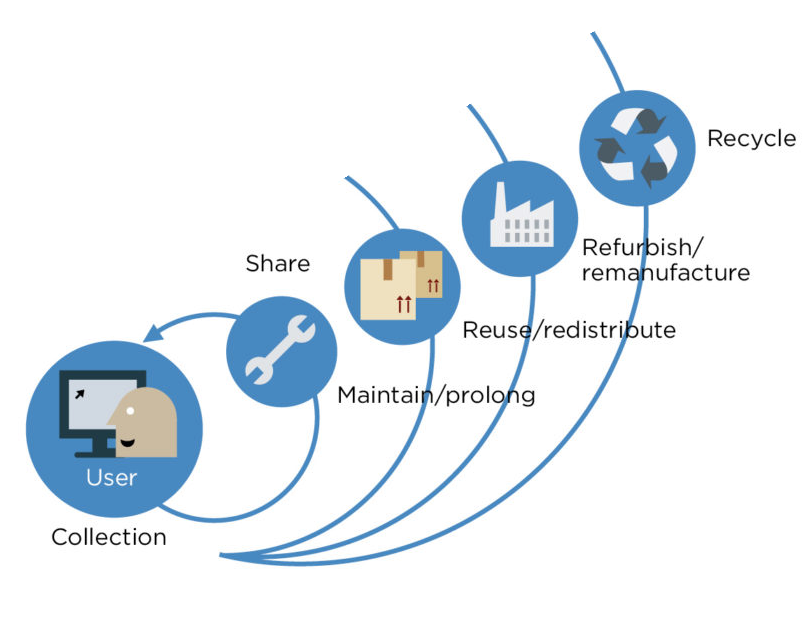 Recycle
Refurbish/
remanufacture
Share
Reuse/redistribute
Maintain/prolong
User
Collection